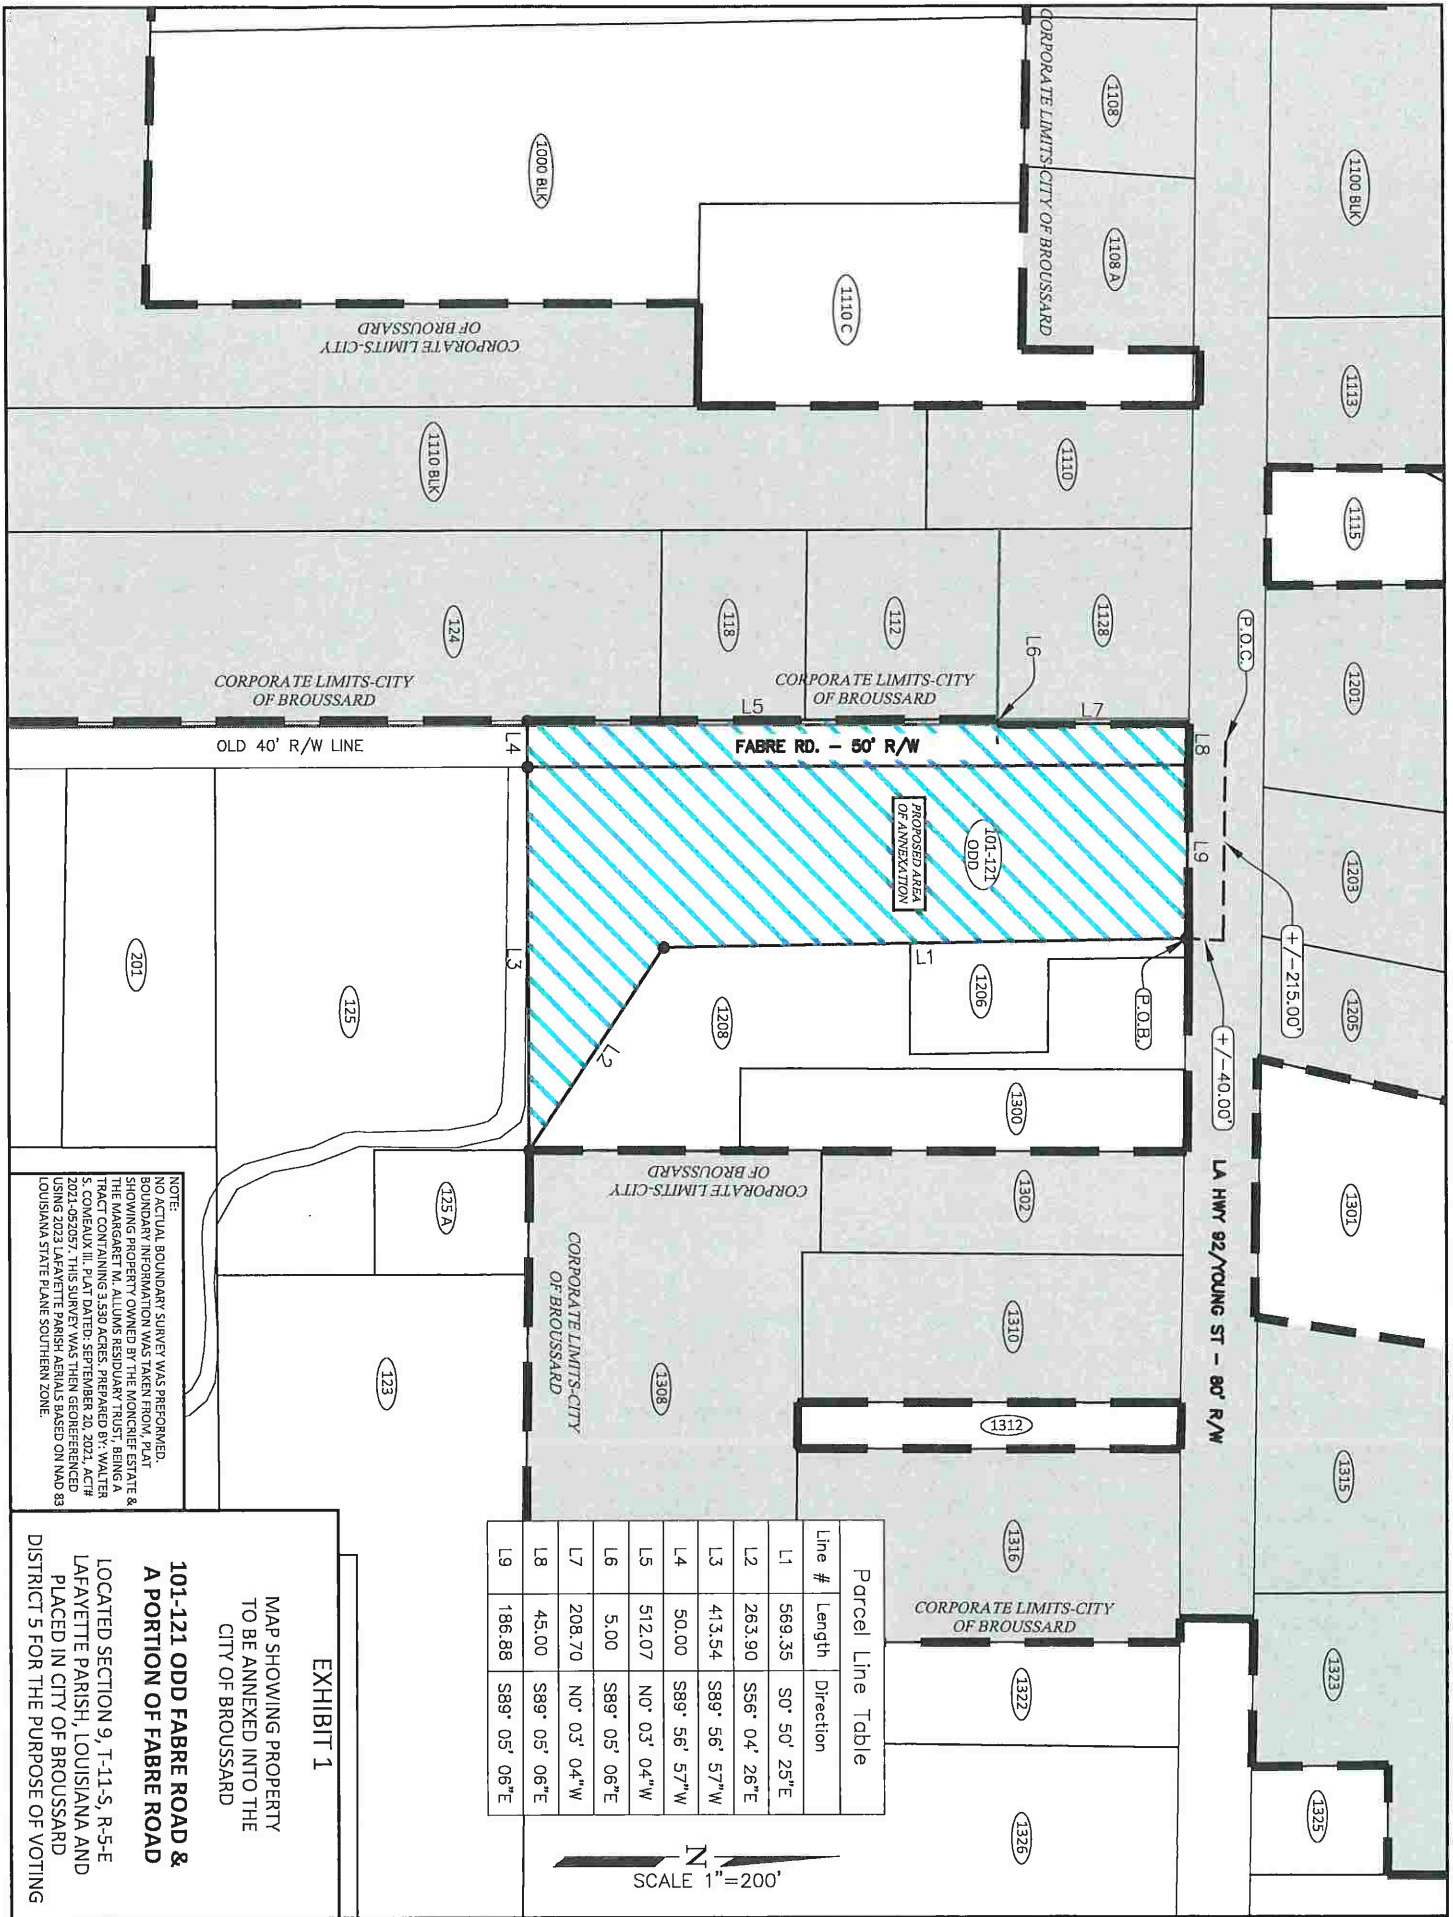 1100 BLK
1113
1115
1201
1203
1205
1301
1315
1323
1325
1108
1108 A
CORPORATE LIMITS-CITY OF BROUSSARD
1000 BLK
1110 C
CORPORATE LIMITS-CITY
OF BROUSSARD
1110 BLK
1110
124
118
112
1128
CORPORATE LIMITS-CITY
OF BROUSSARD
CORPORATE LIMITS-CITY
OF BROUSSARD
P.O.C.
+/-215.00'
+/-40.00'
P.O.B.
LA HWY 92/YOUNG ST - 80' R/W
L6
L5
L7
L8
L9
L4
L3
L1
L2
OLD 40' R/W LINE
FABRE RD. - 50' R/W
101-121
ODD
PROPOSED AREA
OF ANNEXATION
1206
1208
1300
201
125
125 A
123
CORPORATE LIMITS-CITY
OF BROUSSARD
CORPORATE LIMITS-CITY
OF BROUSSARD
1302
1310
1308
1312
1316
CORPORATE LIMITS-CITY
OF BROUSSARD
1322
1326
Parcel Line Table
Line # Length Direction
L1 569.35 S0° 50' 25"E
L2 263.90 S56° 04' 26"E
L3 413.54 S89° 56' 57"W
L4 50.00 S89° 56' 57"W
L5 512.07 N0° 03' 04"W
L6 5.00 S89° 05' 06"E
L7 208.70 N0° 03' 04"W
L8 45.00 S89° 05' 06"E
L9 186.88 S89° 05' 06"E
N
SCALE 1"=200'
NOTE:
NO ACTUAL BOUNDARY SURVEY WAS PREFORMED.
BOUNDARY INFORMATION WAS TAKEN FROM, PLAT
SHOWING PROPERTY OWNED BY THE MONCRIEF ESTATE &
THE MARGARET M. ALLUMS RESIDUARY TRUST, BEING A
TRACT CONTAINING 3.530 ACRES. PREPARED BY: WALTER
S. COMEAUX III. PLAT DATED: SEPTEMBER 20, 2021, ACT#
2021-052057. THIS SURVEY WAS THEN GEOREFERENCED
USING 2023 LAFAYETTE PARISH AERIALS BASED ON NAD 83
LOUISIANA STATE PLANE SOUTHERN ZONE.
EXHIBIT 1
MAP SHOWING PROPERTY
TO BE ANNEXED INTO THE
CITY OF BROUSSARD
101-121 ODD FABRE ROAD &
A PORTION OF FABRE ROAD
LOCATED SECTION 9, T-11-S, R-5-E
LAFAYETTE PARISH, LOUISIANA AND
PLACED IN CITY OF BROUSSARD
DISTRICT 5 FOR THE PURPOSE OF VOTING